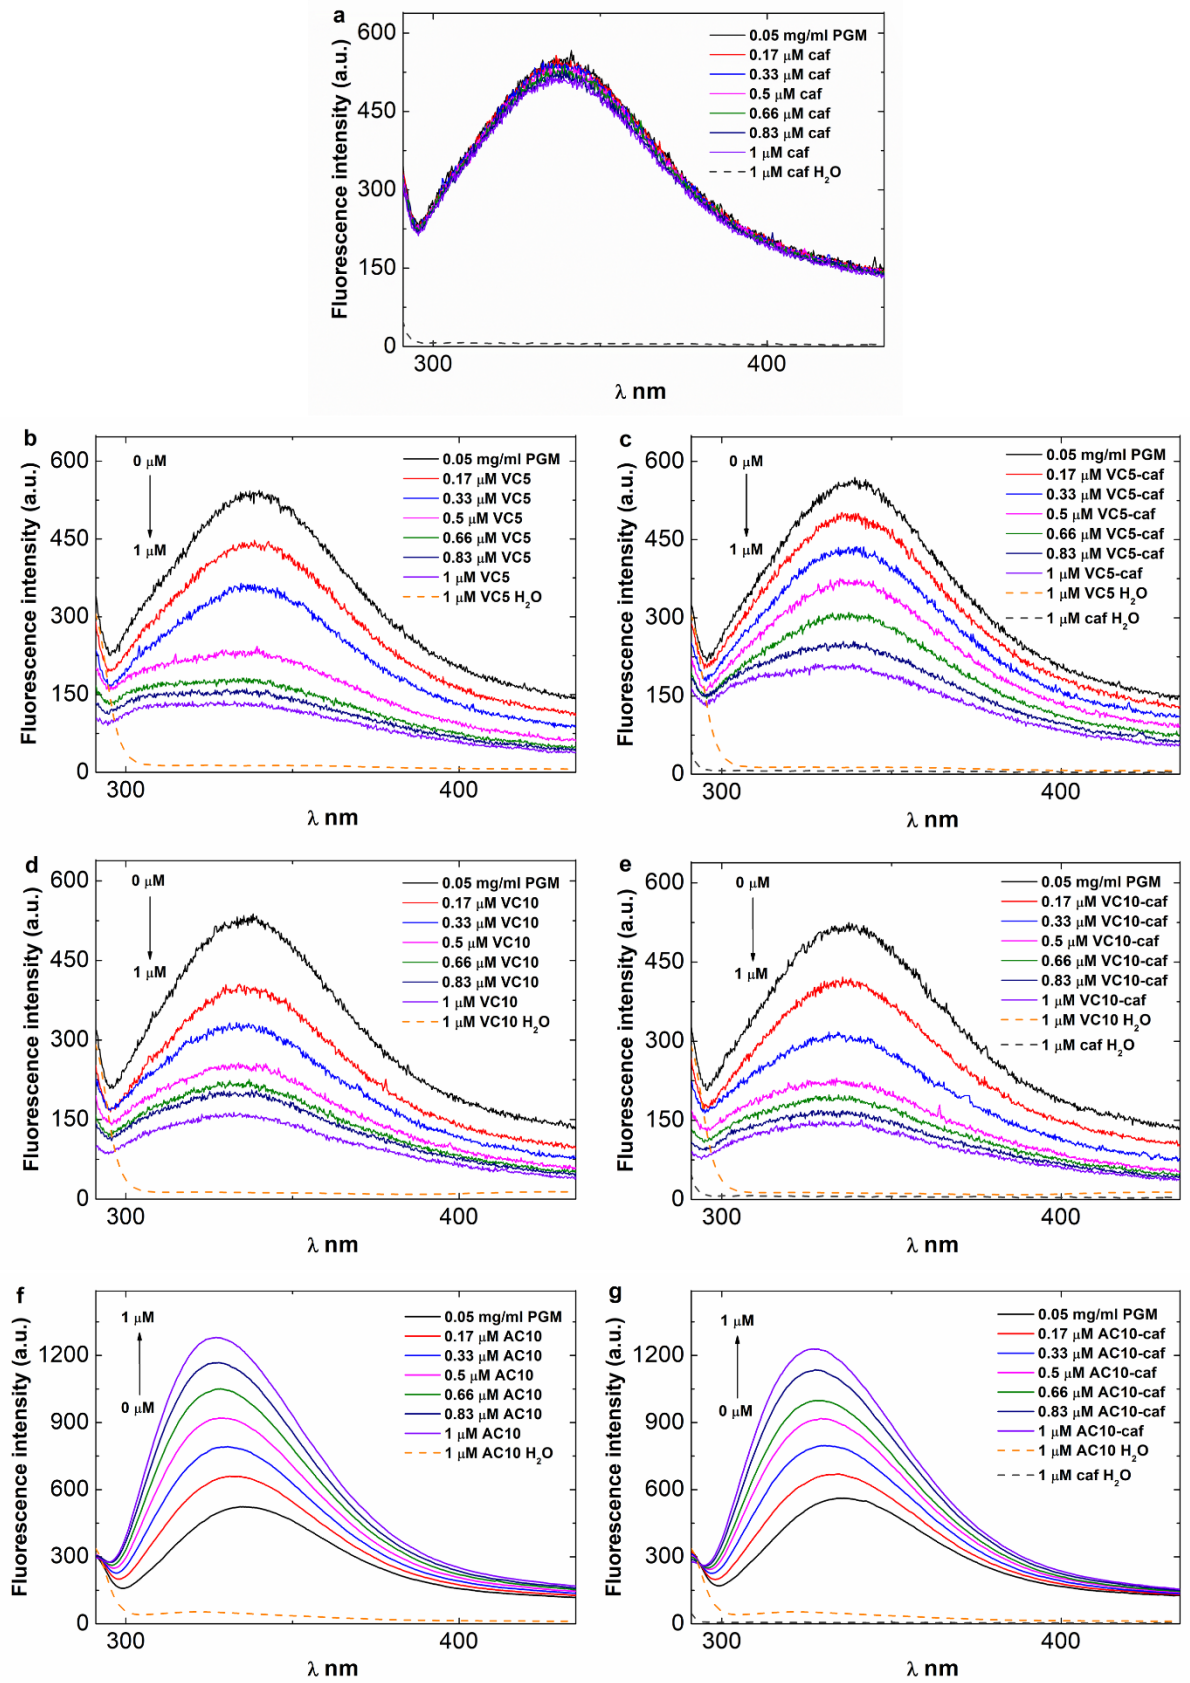 a
Fluorescence intensity (a.u.)
600
450
300
150
0
300
400
λ nm
0.05 mg/ml PGM
0.17 μM caf
0.33 μM caf
0.5 μM caf
0.66 μM caf
0.83 μM caf
1 μM caf
1 μM caf H₂O
b
Fluorescence intensity (a.u.)
600
450
300
150
0
300
400
λ nm
0 μM
1 μM
0.05 mg/ml PGM
0.17 μM VC5
0.33 μM VC5
0.5 μM VC5
0.66 μM VC5
0.83 μM VC5
1 μM VC5
1 μM VC5 H₂O
c
Fluorescence intensity (a.u.)
600
450
300
150
0
300
400
λ nm
0 μM
1 μM
0.05 mg/ml PGM
0.17 μM VC5-caf
0.33 μM VC5-caf
0.5 μM VC5-caf
0.66 μM VC5-caf
0.83 μM VC5-caf
1 μM VC5-caf
1 μM VC5 H₂O
1 μM caf H₂O
d
Fluorescence intensity (a.u.)
600
450
300
150
0
300
400
λ nm
0 μM
1 μM
0.05 mg/ml PGM
0.17 μM VC10
0.33 μM VC10
0.5 μM VC10
0.66 μM VC10
0.83 μM VC10
1 μM VC10
1 μM VC10 H₂O
e
Fluorescence intensity (a.u.)
600
450
300
150
0
300
400
λ nm
0 μM
1 μM
0.05 mg/ml PGM
0.17 μM VC10-caf
0.33 μM VC10-caf
0.5 μM VC10-caf
0.66 μM VC10-caf
0.83 μM VC10-caf
1 μM VC10-caf
1 μM VC10 H₂O
1 μM caf H₂O
f
Fluorescence intensity (a.u.)
1200
900
600
300
0
300
400
λ nm
1 μM
0 μM
0.05 mg/ml PGM
0.17 μM AC10
0.33 μM AC10
0.5 μM AC10
0.66 μM AC10
0.83 μM AC10
1 μM AC10
1 μM AC10 H₂O
g
Fluorescence intensity (a.u.)
1200
900
600
300
0
300
400
λ nm
1 μM
0 μM
0.05 mg/ml PGM
0.17 μM AC10-caf
0.33 μM AC10-caf
0.5 μM AC10-caf
0.66 μM AC10-caf
0.83 μM AC10-caf
1 μM AC10-caf
1 μM AC10 H₂O
1 μM caf H₂O